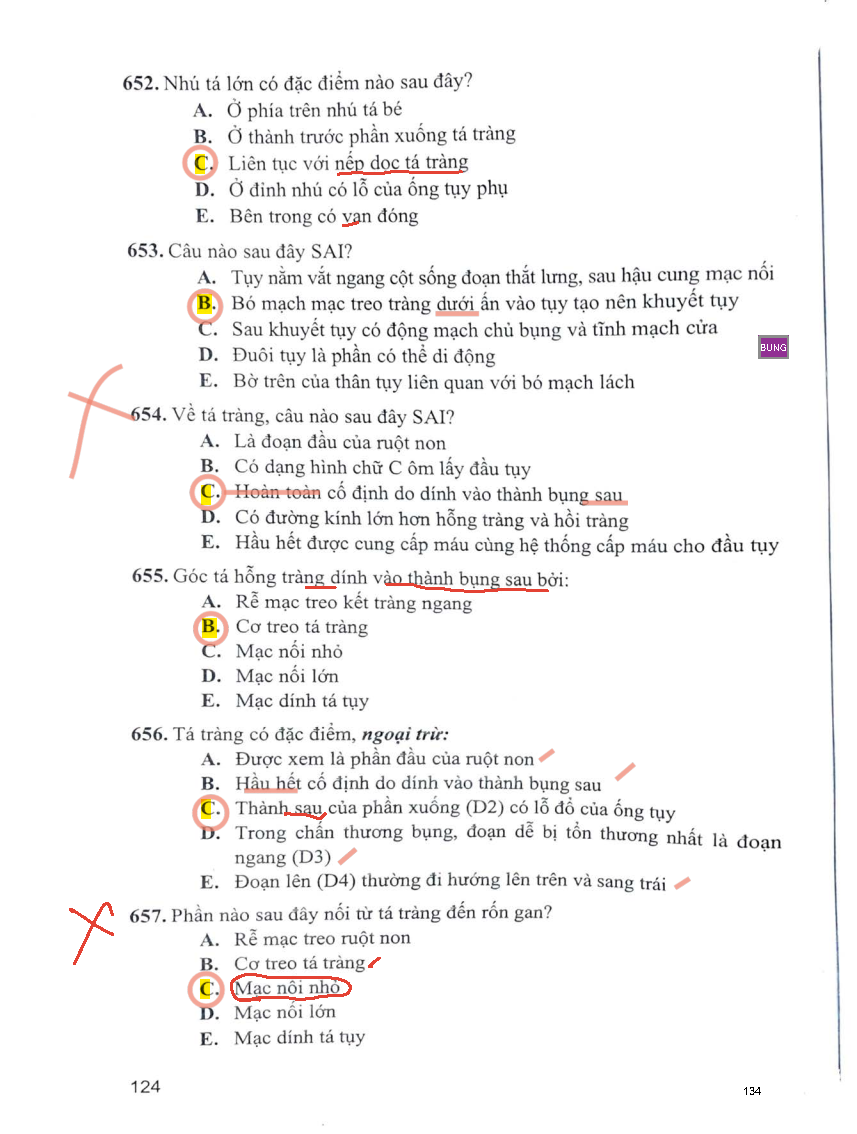 652. Nhú tá lớn có đặc điểm nào sau đây?
A. Ở phía trên nhú tá bé
B. Ở thành trước phần xuống tá tràng
C. Liên tục với nếp dọc tá tràng
D. Ở đỉnh nhú có lỗ của ống tụy phụ
E. Bên trong có van đóng
653. Câu nào sau đây SAI?
A. Tụy nằm vắt ngang cột sống đoạn thắt lưng, sau hậu cung mạc nối
B. Bó mạch mạc treo tràng dưới ấn vào tụy tạo nên khuyết tụy
C. Sau khuyết tụy có động mạch chủ bụng và tĩnh mạch cửa
D. Đuôi tụy là phần có thể di động
BUNG
E. Bờ trên của thân tụy liên quan với bó mạch lách
654. Về tá tràng, câu nào sau đây SAI?
A. Là đoạn đầu của ruột non
B. Có dạng hình chữ C ôm lấy đầu tụy
C. Hoàn toàn cố định do dính vào thành bụng sau
D. Có đường kính lớn hơn hỗng tràng và hồi tràng
E. Hầu hết được cung cấp máu cùng hệ thống cấp máu cho đầu tụy
655. Góc tá hỗng tràng dính vào thành bụng sau bởi:
A. Rễ mạc treo kết tràng ngang
B. Cơ treo tá tràng
C. Mạc nối nhỏ
D. Mạc nối lớn
E. Mạc dính tá tụy
656. Tá tràng có đặc điểm, ngoại trừ:
A. Được xem là phần đầu của ruột non
B. Hầu hết cố định do dính vào thành bụng sau
C. Thành sau của phần xuống (D2) có lỗ đổ của ống tụy
D. Trong chấn thương bụng, đoạn dễ bị tổn thương nhất là đoạn
ngang (D3)
E. Đoạn lên (D4) thường đi hướng lên trên và sang trái
657. Phần nào sau đây nối từ tá tràng đến rốn gan?
A. Rễ mạc treo ruột non
B. Cơ treo tá tràng
C. Mạc nối nhỏ
D. Mạc nối lớn
E. Mạc dính tá tụy
124
134